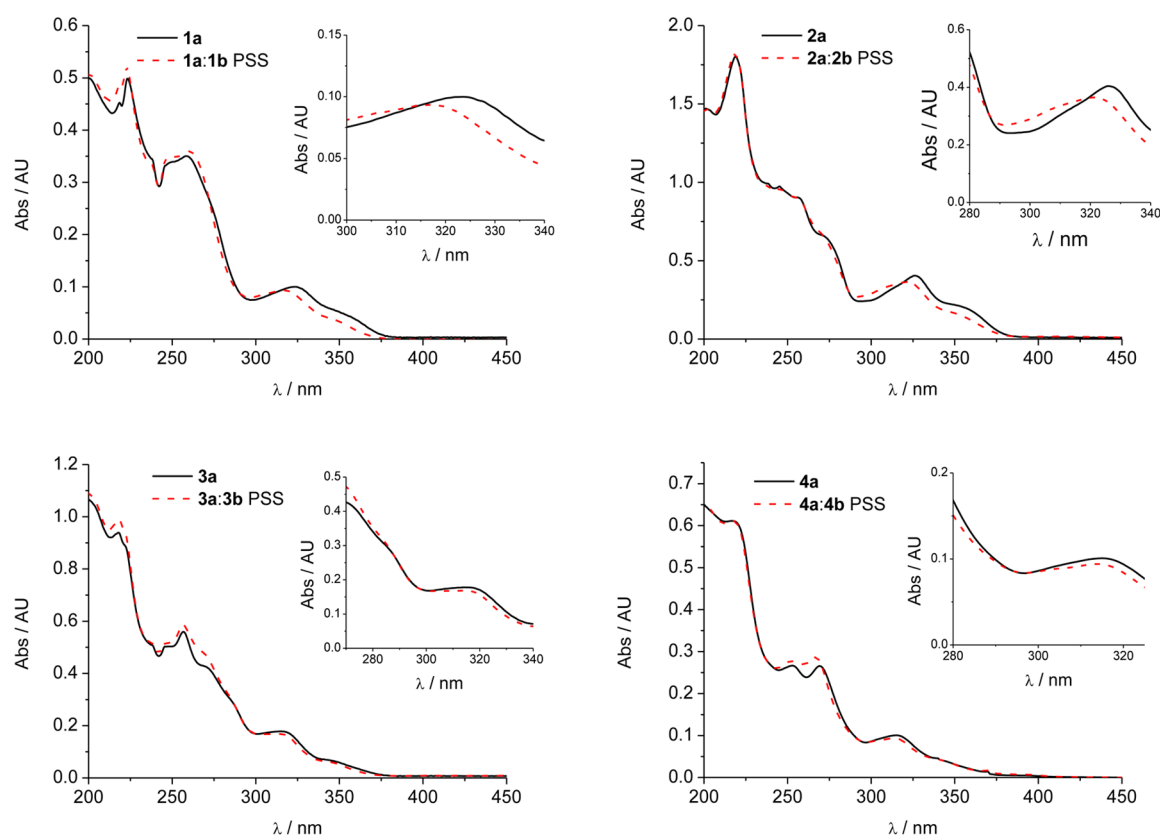 0.6
0.5
0.4
0.3
0.2
0.1
0.0
Abs / AU
1a
1a:1b PSS
200 250 300 350 400 450
λ / nm
0.15
0.10
0.05
0.00
Abs / AU
300 310 320 330 340
λ / nm
2.0
1.5
1.0
0.5
0.0
Abs / AU
2a
2a:2b PSS
200 250 300 350 400 450
λ / nm
0.6
0.4
0.2
0.0
Abs / AU
280 300 320 340
λ / nm
1.2
1.0
0.8
0.6
0.4
0.2
0.0
Abs / AU
3a
3a:3b PSS
200 250 300 350 400 450
λ / nm
0.5
0.4
0.3
0.2
0.1
0.0
Abs / AU
280 300 320 340
λ / nm
0.7
0.6
0.5
0.4
0.3
0.2
0.1
0.0
Abs / AU
4a
4a:4b PSS
200 250 300 350 400 450
λ / nm
0.2
0.1
0.0
Abs / AU
280 300 320
λ / nm